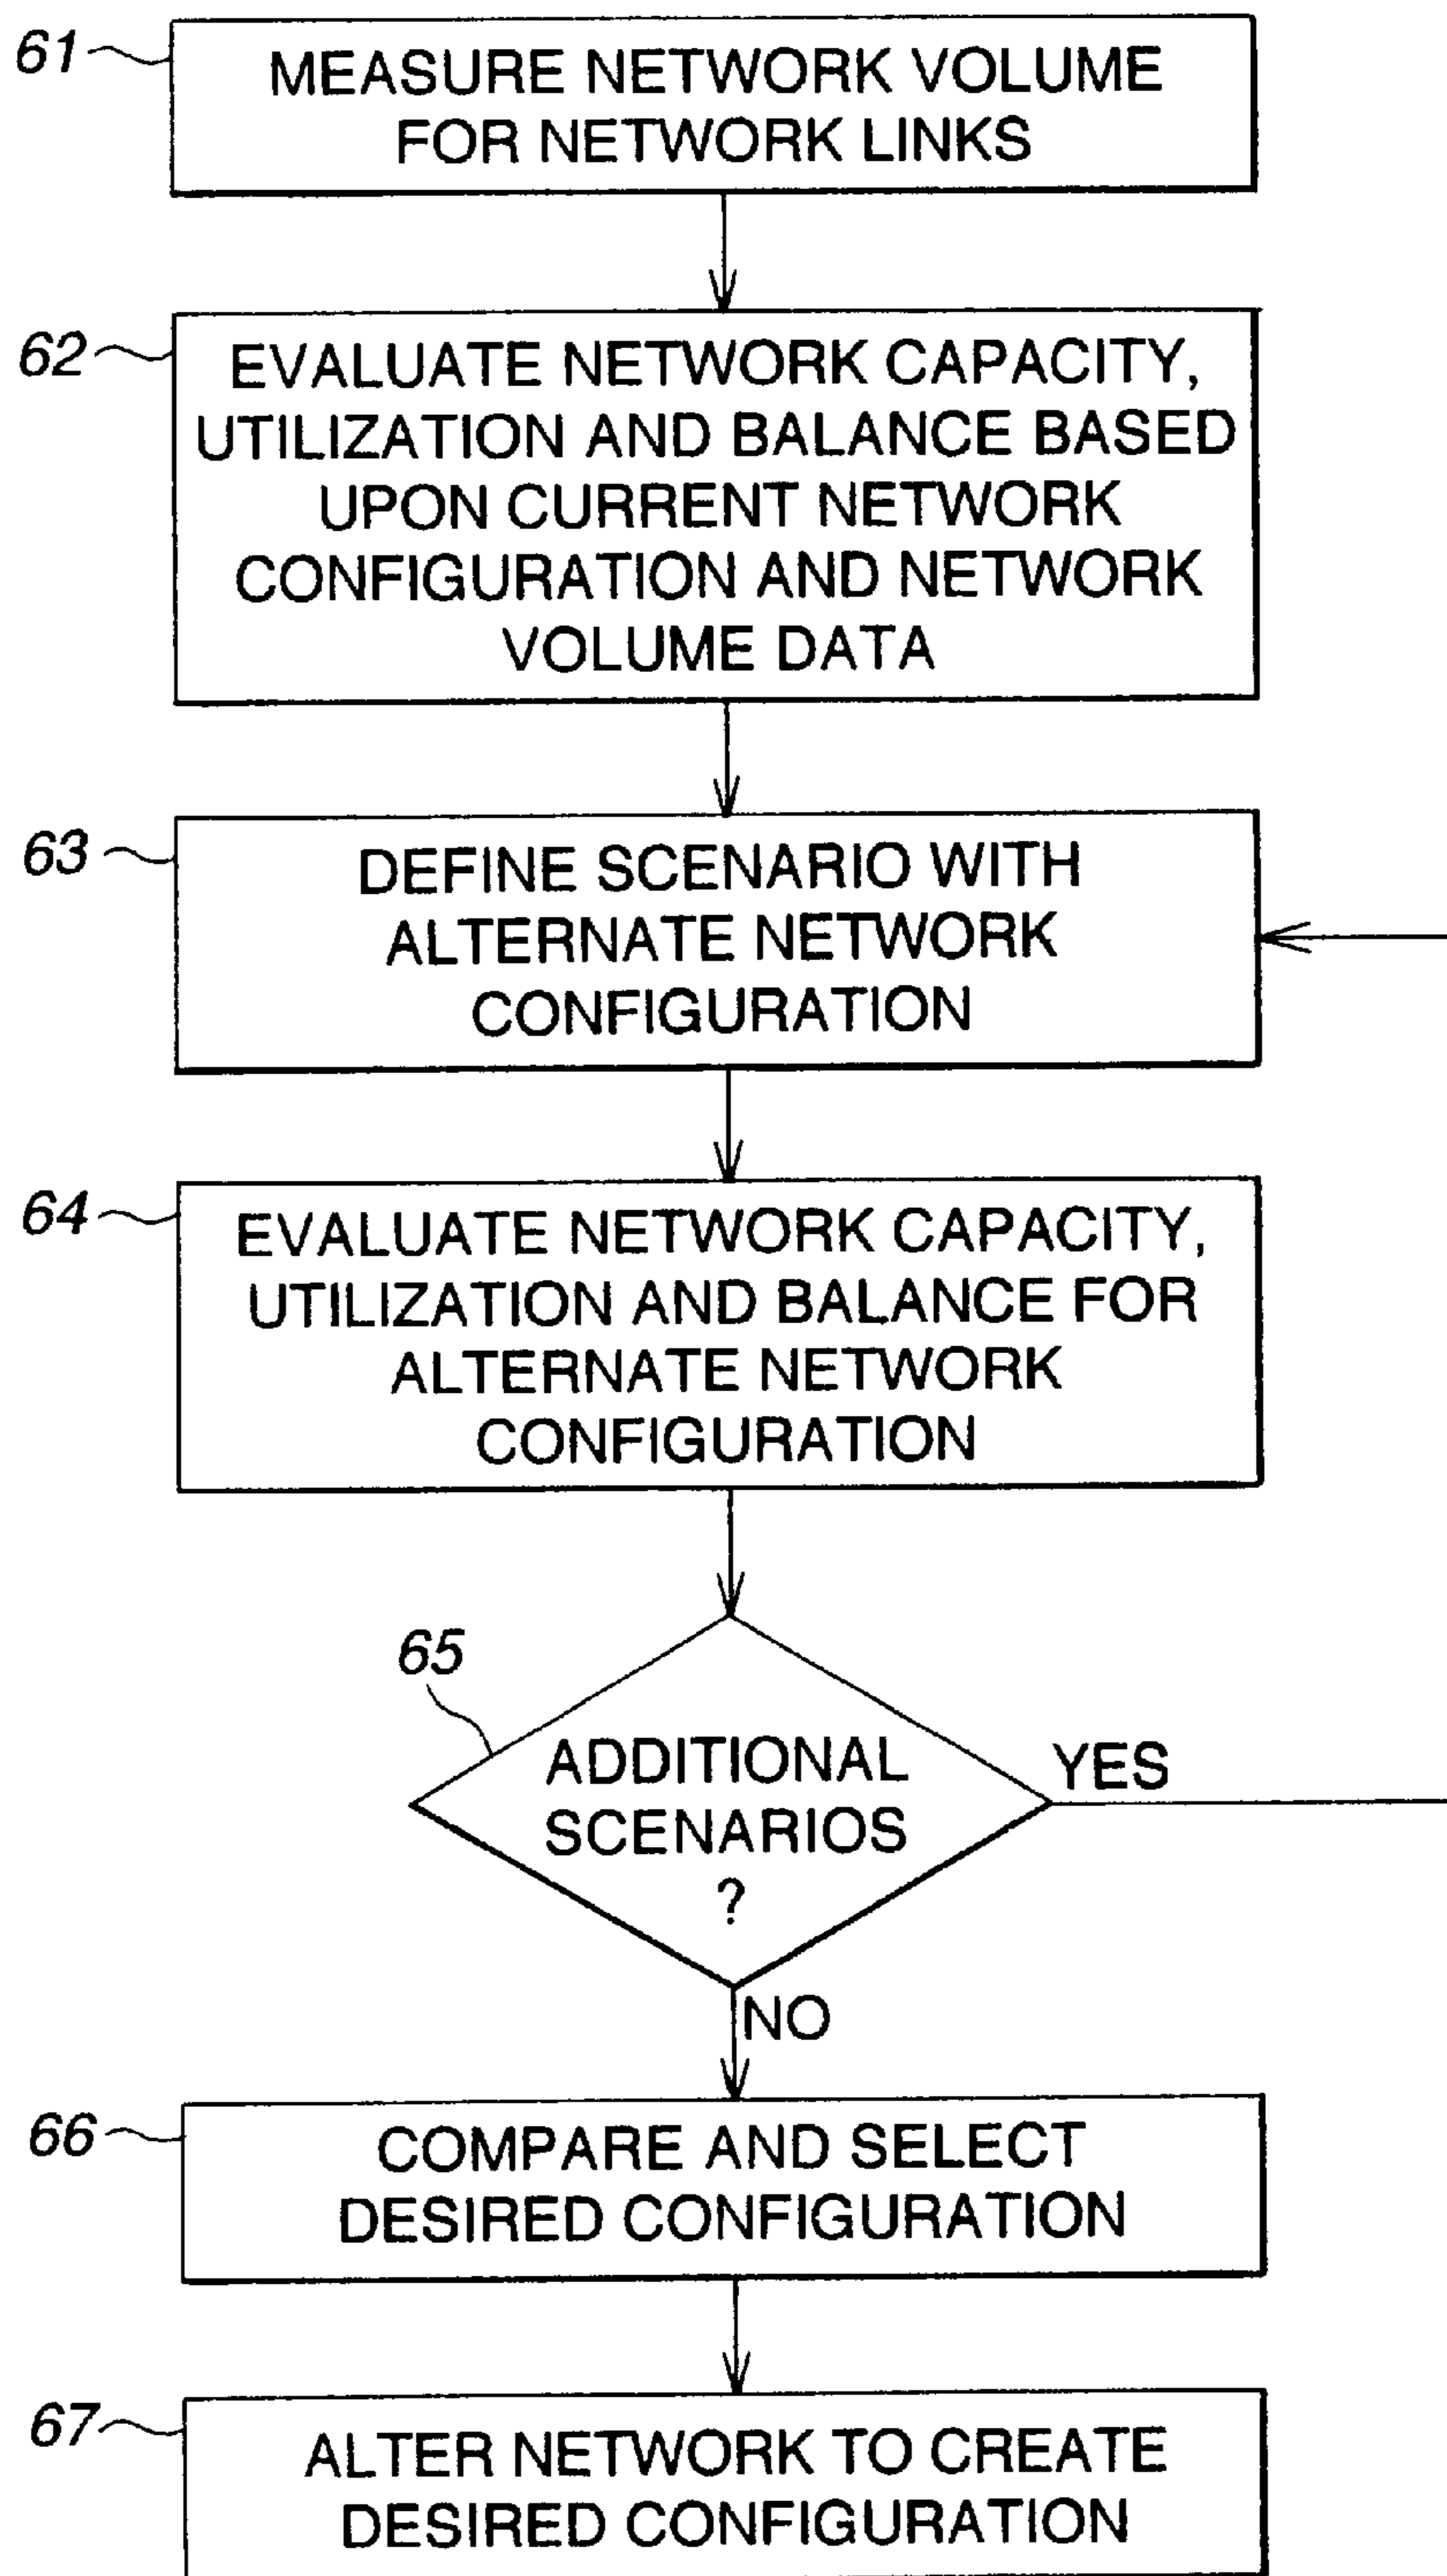 61
MEASURE NETWORK VOLUME
FOR NETWORK LINKS
62
EVALUATE NETWORK CAPACITY,
UTILIZATION AND BALANCE BASED
UPON CURRENT NETWORK
CONFIGURATION AND NETWORK
VOLUME DATA
63
DEFINE SCENARIO WITH
ALTERNATE NETWORK
CONFIGURATION
64
EVALUATE NETWORK CAPACITY,
UTILIZATION AND BALANCE FOR
ALTERNATE NETWORK
CONFIGURATION
65
ADDITIONAL
SCENARIOS
?
YES
NO
66
COMPARE AND SELECT
DESIRED CONFIGURATION
67
ALTER NETWORK TO CREATE
DESIRED CONFIGURATION